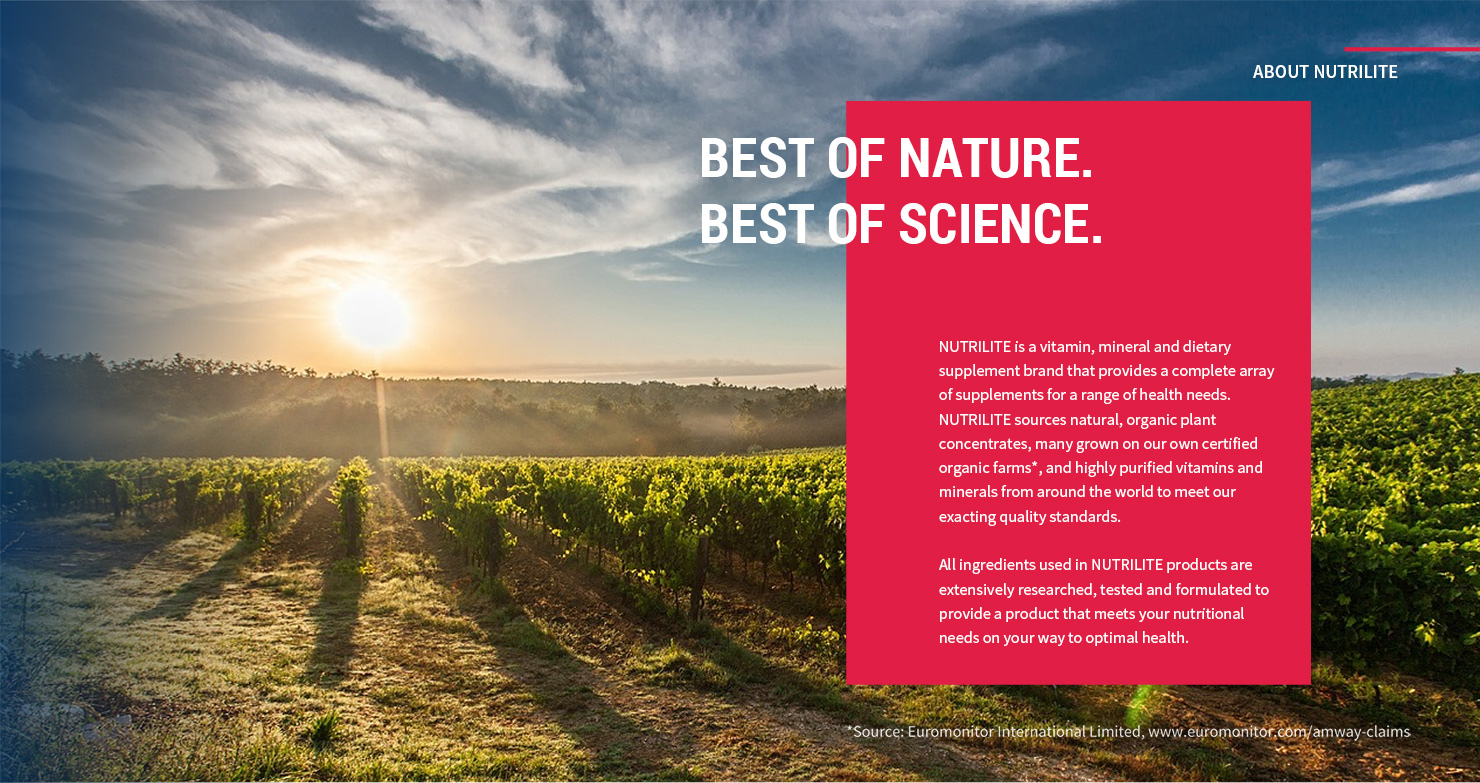 ABOUT NUTRILITE
BEST OF NATURE.
BEST OF SCIENCE.
NUTRILITE is a vitamin, mineral and dietary
supplement brand that provides a complete array
of supplements for a range of health needs.
NUTRILITE sources natural, organic plant
concentrates, many grown on our own certified
organic farms*, and highly purified vitamins and
minerals from around the world to meet our
exacting quality standards.
All ingredients used in NUTRILITE products are
extensively researched, tested and formulated to
provide a product that meets your nutritional
needs on your way to optimal health.
*Source: Euromonitor International Limited, www.euromonitor.com/amway-claims